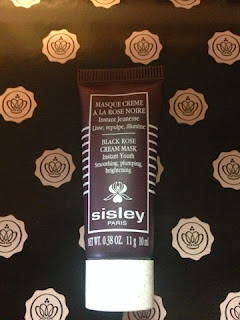 MASQUE CRÈME
A LA ROSE NOIRE
Instant Jeunesse
Lisse, repulpe, illumine
BLACK ROSE
CREAM MASK
Instant Youth
Smoothing, plumping,
brightening
sisley
PARIS
NET WT. 0.38 OZ. 11 g 10 ml